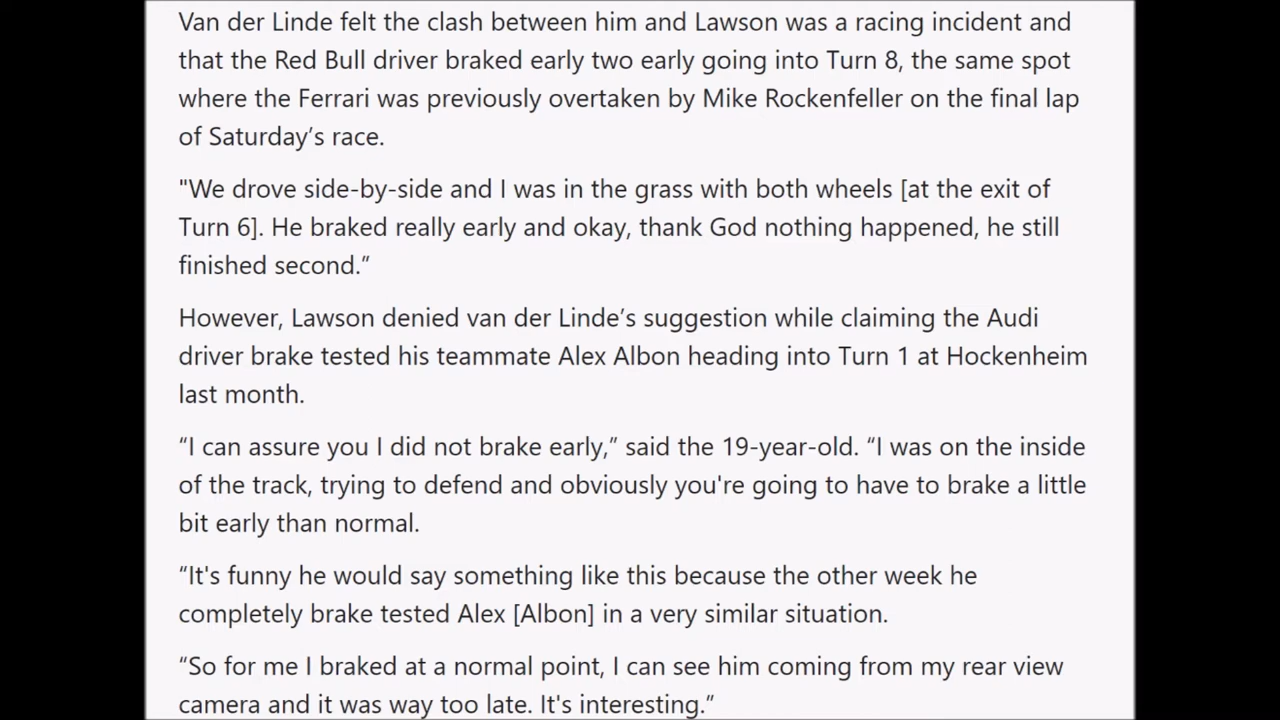 Van der Linde felt the clash between him and Lawson was a racing incident and
that the Red Bull driver braked early two early going into Turn 8, the same spot
where the Ferrari was previously overtaken by Mike Rockenfeller on the final lap
of Saturday’s race.
"We drove side-by-side and I was in the grass with both wheels [at the exit of
Turn 6]. He braked really early and okay, thank God nothing happened, he still
finished second.”
However, Lawson denied van der Linde’s suggestion while claiming the Audi
driver brake tested his teammate Alex Albon heading into Turn 1 at Hockenheim
last month.
“I can assure you I did not brake early,” said the 19-year-old. “I was on the inside
of the track, trying to defend and obviously you're going to have to brake a little
bit early than normal.
“It's funny he would say something like this because the other week he
completely brake tested Alex [Albon] in a very similar situation.
“So for me I braked at a normal point, I can see him coming from my rear view
camera and it was way too late. It's interesting.”